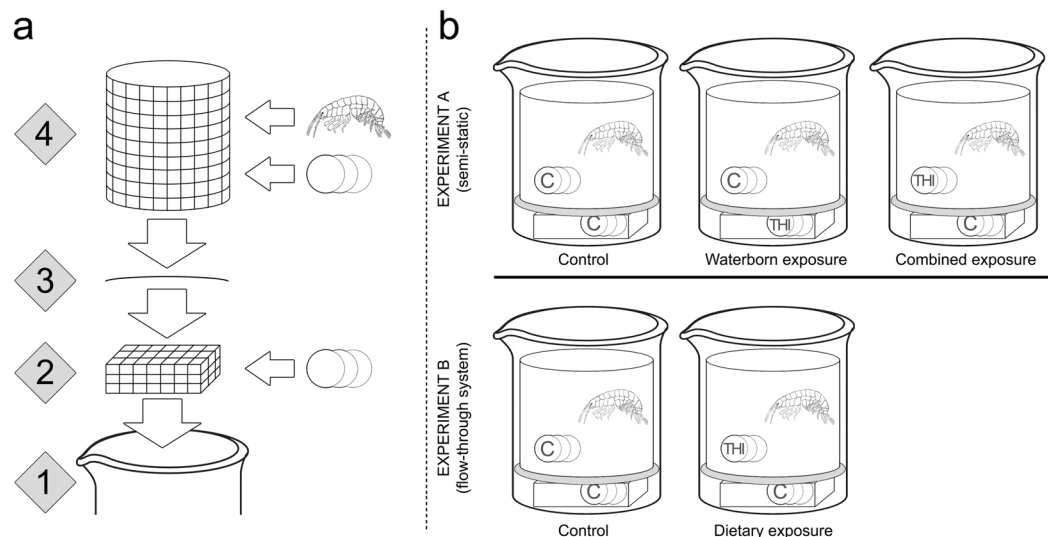 a
4
3
2
1
b
EXPERIMENT A
(semi-static)
C
C
Control
C
THI
Waterborn exposure
THI
C
Combined exposure
EXPERIMENT B
(flow-through system)
C
C
Control
THI
C
Dietary exposure